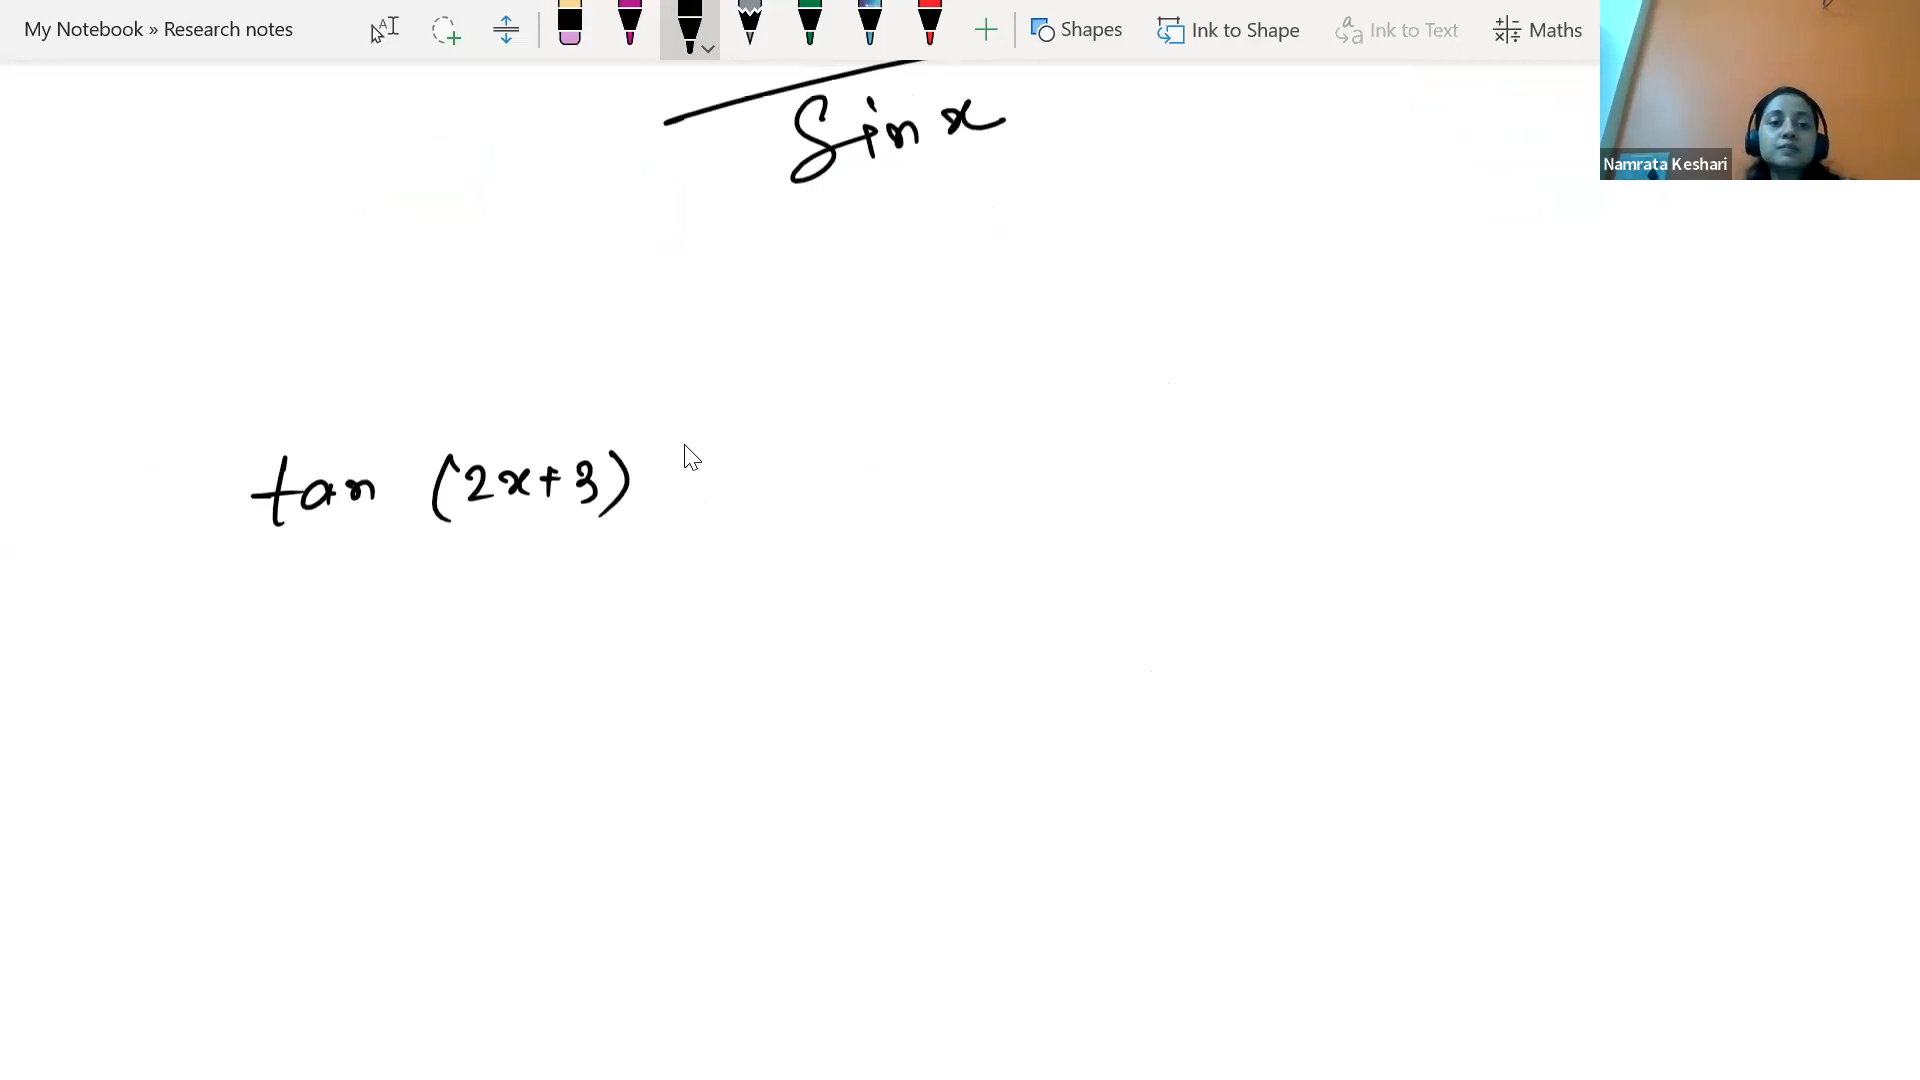 My Notebook » Research notes
Shapes
Ink to Shape
Ink to Text
Maths
Namrata Keshari
Sin x
tan (2x+3)